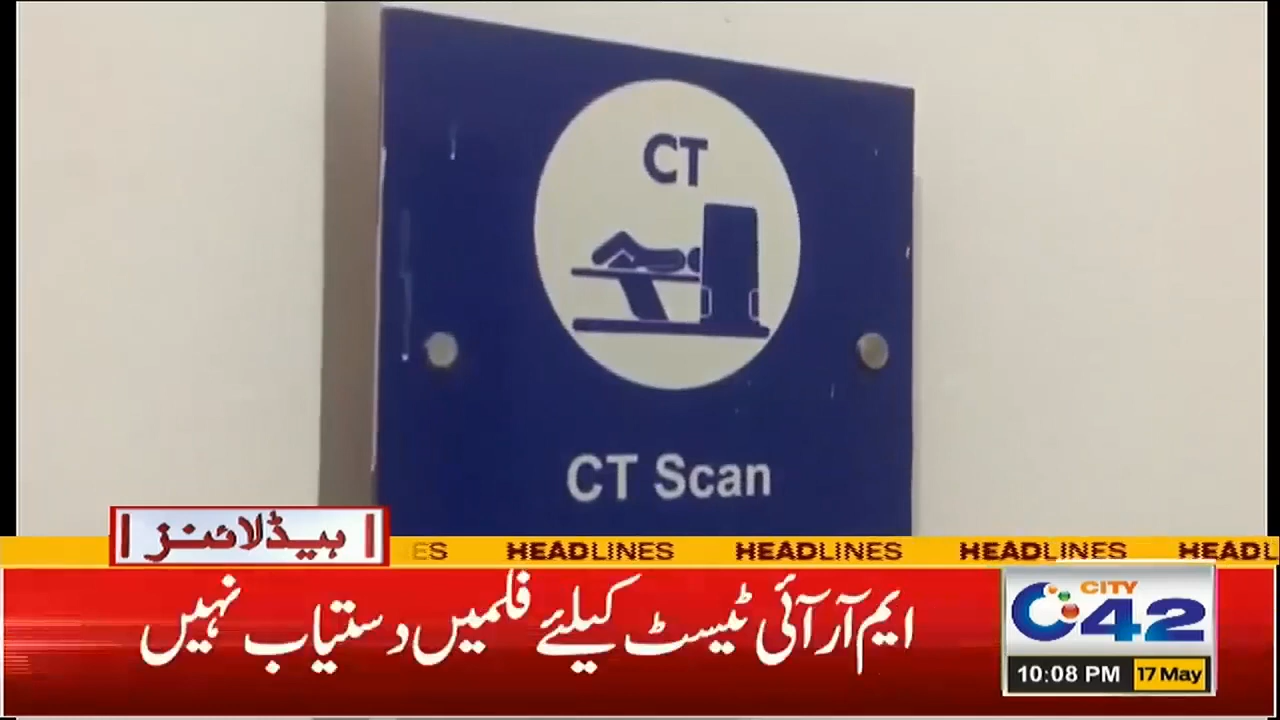 CT
CT Scan
ہیڈلائنز
ES HEADLINES HEADLINES HEADLINES HEADL
ایم آر آئی ٹیسٹ کیلئے فلمیں دستیاب نہیں
CITY
42
10:08 PM 17 May